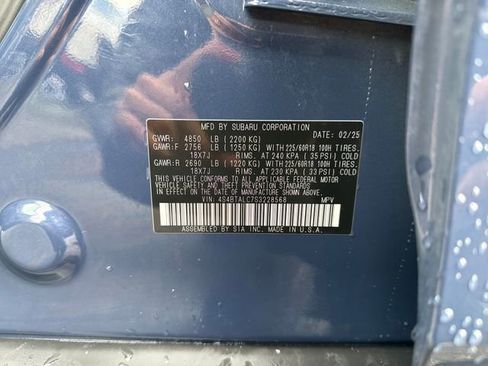 MFD BY SUBARU CORPORATION DATE: 02/25
GVWR: 4850 LB (2200 KG)
GAWR:F 2756 LB (1250 KG) WITH 225/60R18 100H TIRES,
18X7J RIMS, AT 240 KPA (35 PSI) COLD
GAWR:R 2690 LB (1220 KG) WITH 225/60R18 100H TIRES,
18X7J RIMS, AT 230 KPA (33 PSI) COLD
THIS VEHICLE CONFORMS TO ALL APPLICABLE FEDERAL MOTOR
VEHICLE SAFETY, BUMPER, AND THEFT PREVENTION STANDARDS
IN EFFECT ON THE DATE OF MANUFACTURE SHOWN ABOVE.
VIN: 4S4BTALC7S3228568 MPV
ASSEMBLED BY SIA INC. MADE IN U.S.A.